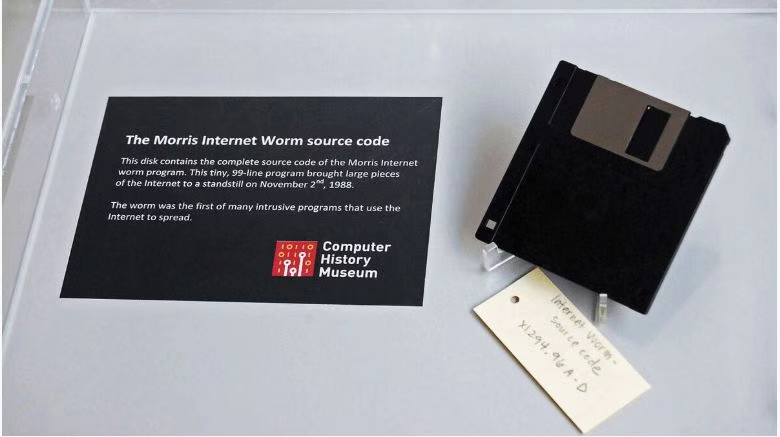 The Morris Internet Worm source code
This disk contains the complete source code of the Morris Internet
worm program. This tiny, 99-line program brought large pieces
of the Internet to a standstill on November 2nd, 1988.
The worm was the first of many intrusive programs that use the
Internet to spread.
Computer
History
Museum
Internet Worm-
source code
X1294.96A-D